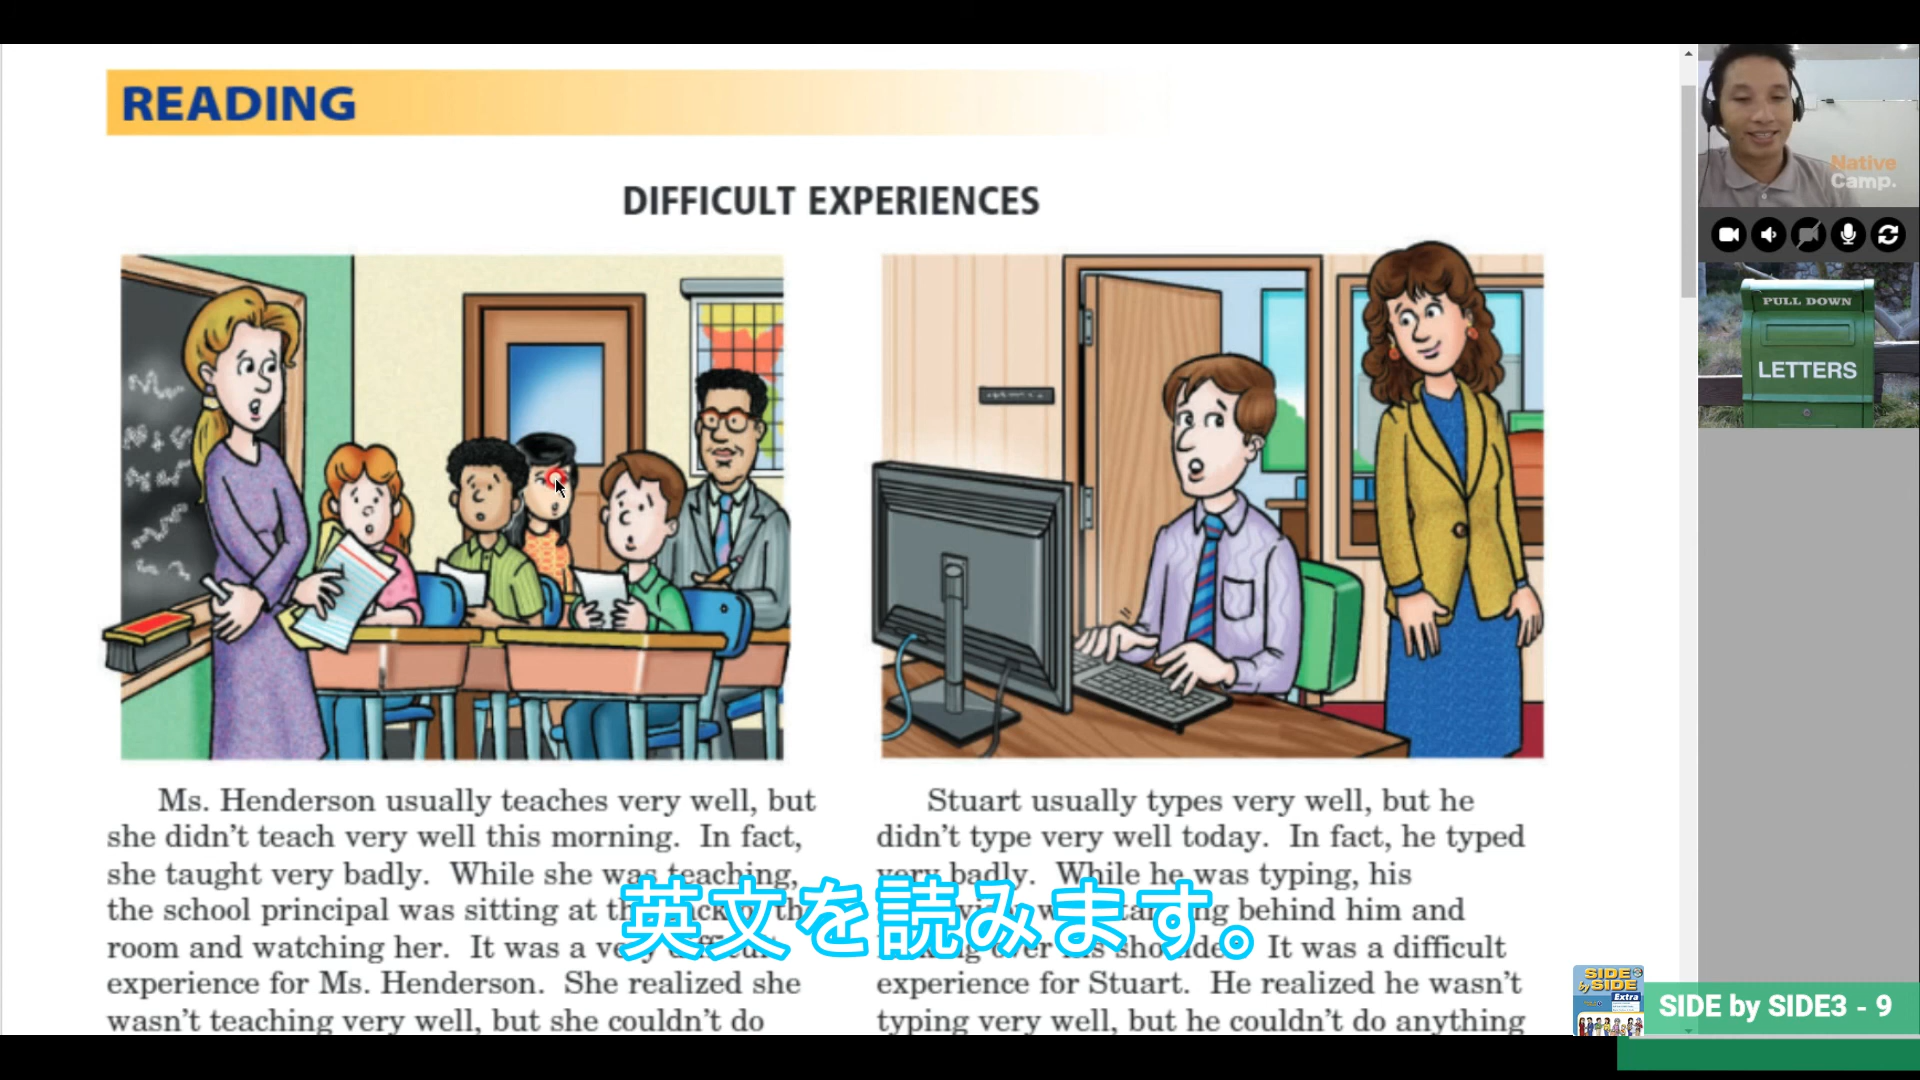 READING
DIFFICULT EXPERIENCES
Ms. Henderson usually teaches very well, but
she didn't teach very well this morning. In fact,
she taught very badly. While she was teaching,
the school principal was sitting at
room and watching her. It was a
experience for Ms. Henderson. She realized she
wasn't teaching very well, but she couldn't do
Stuart usually types very well, but he
didn't type very well today. In fact, he typed
very badly. While he was typing, his
behind him and
It was a difficult
experience for Stuart. He realized he wasn't
typing very well, but he couldn't do anything
英文を読みます。
Native
Camp.
PULL DOWN
LETTERS
SIDE
by SIDE
Extra
SIDE by SIDE3 - 9